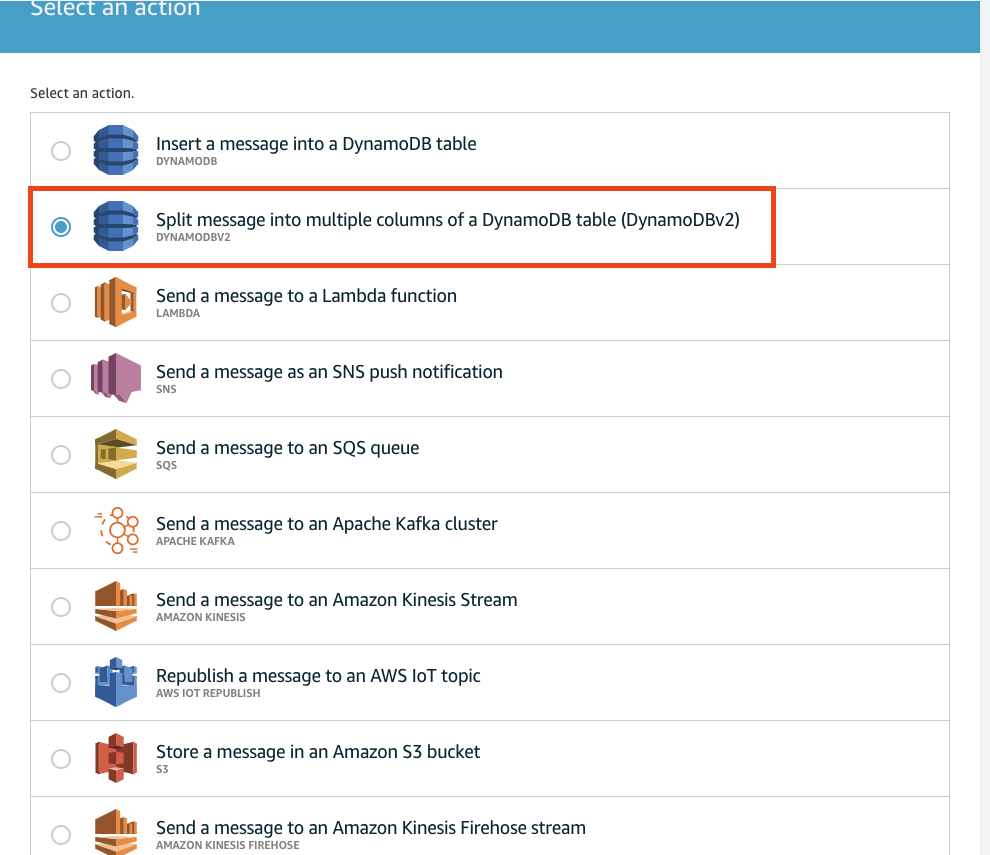 Select an action
Select an action.
Insert a message into a DynamoDB table
DYNAMODB
Split message into multiple columns of a DynamoDB table (DynamoDBv2)
DYNAMODBV2
Send a message to a Lambda function
LAMBDA
Send a message as an SNS push notification
SNS
Send a message to an SQS queue
SQS
Send a message to an Apache Kafka cluster
APACHE KAFKA
Send a message to an Amazon Kinesis Stream
AMAZON KINESIS
Republish a message to an AWS IoT topic
AWS IOT REPUBLISH
Store a message in an Amazon S3 bucket
S3
Send a message to an Amazon Kinesis Firehose stream
AMAZON KINESIS FIREHOSE